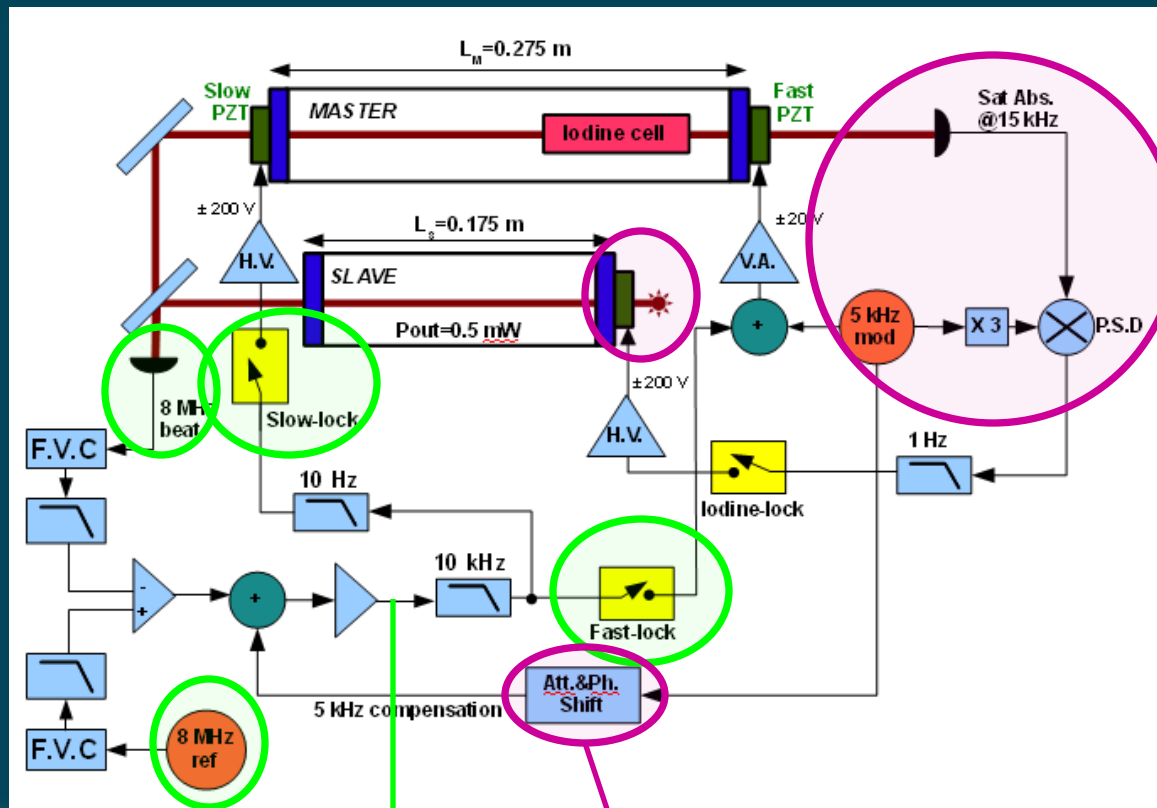 L_M=0.275 m
Slow
PZT
MASTER
Fast
PZT
Sat Abs.
@15 kHz
Iodine cell
± 200 V
L_S=0.175 m
± 20 V
H.V.
SLAVE
V.A.
Pout=0.5 mW
+
5 kHz
mod
X 3
P.S.D
± 200 V
8 MHz
beat
Slow-lock
H.V.
F.V.C
1 Hz
10 Hz
Iodine-lock
10 kHz
-
+
+
Fast-lock
Att.&Ph.
Shift
5 kHz compensation
F.V.C
8 MHz
ref